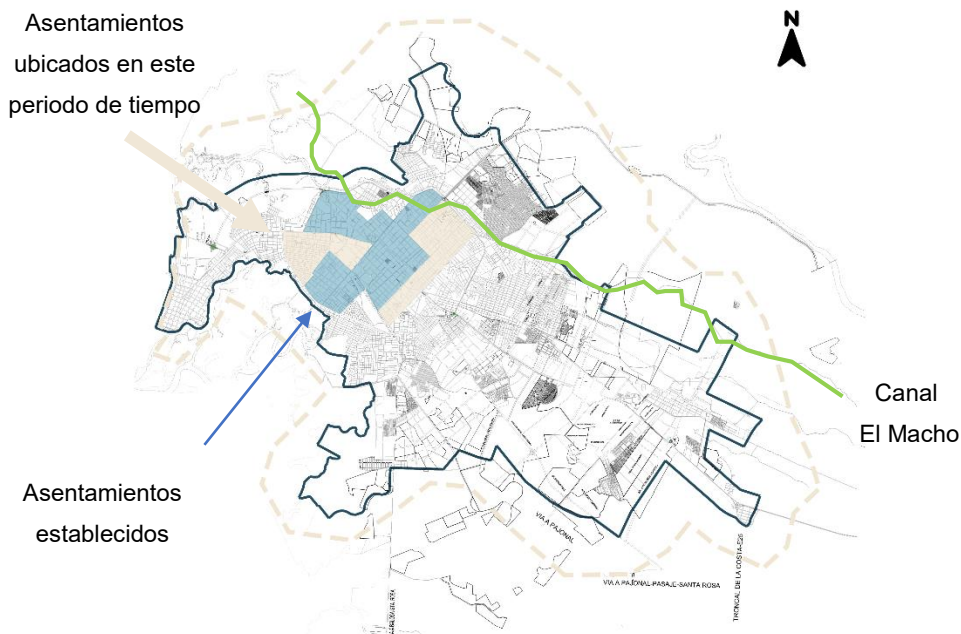 Asentamientos
ubicados en este
periodo de tiempo
N
Canal
El Macho
Asentamientos
establecidos
VIA A PAJONAL
VIA A PAJONAL-PASAJE-SANTA ROSA
TRONCAL DE LA COSTA-E25